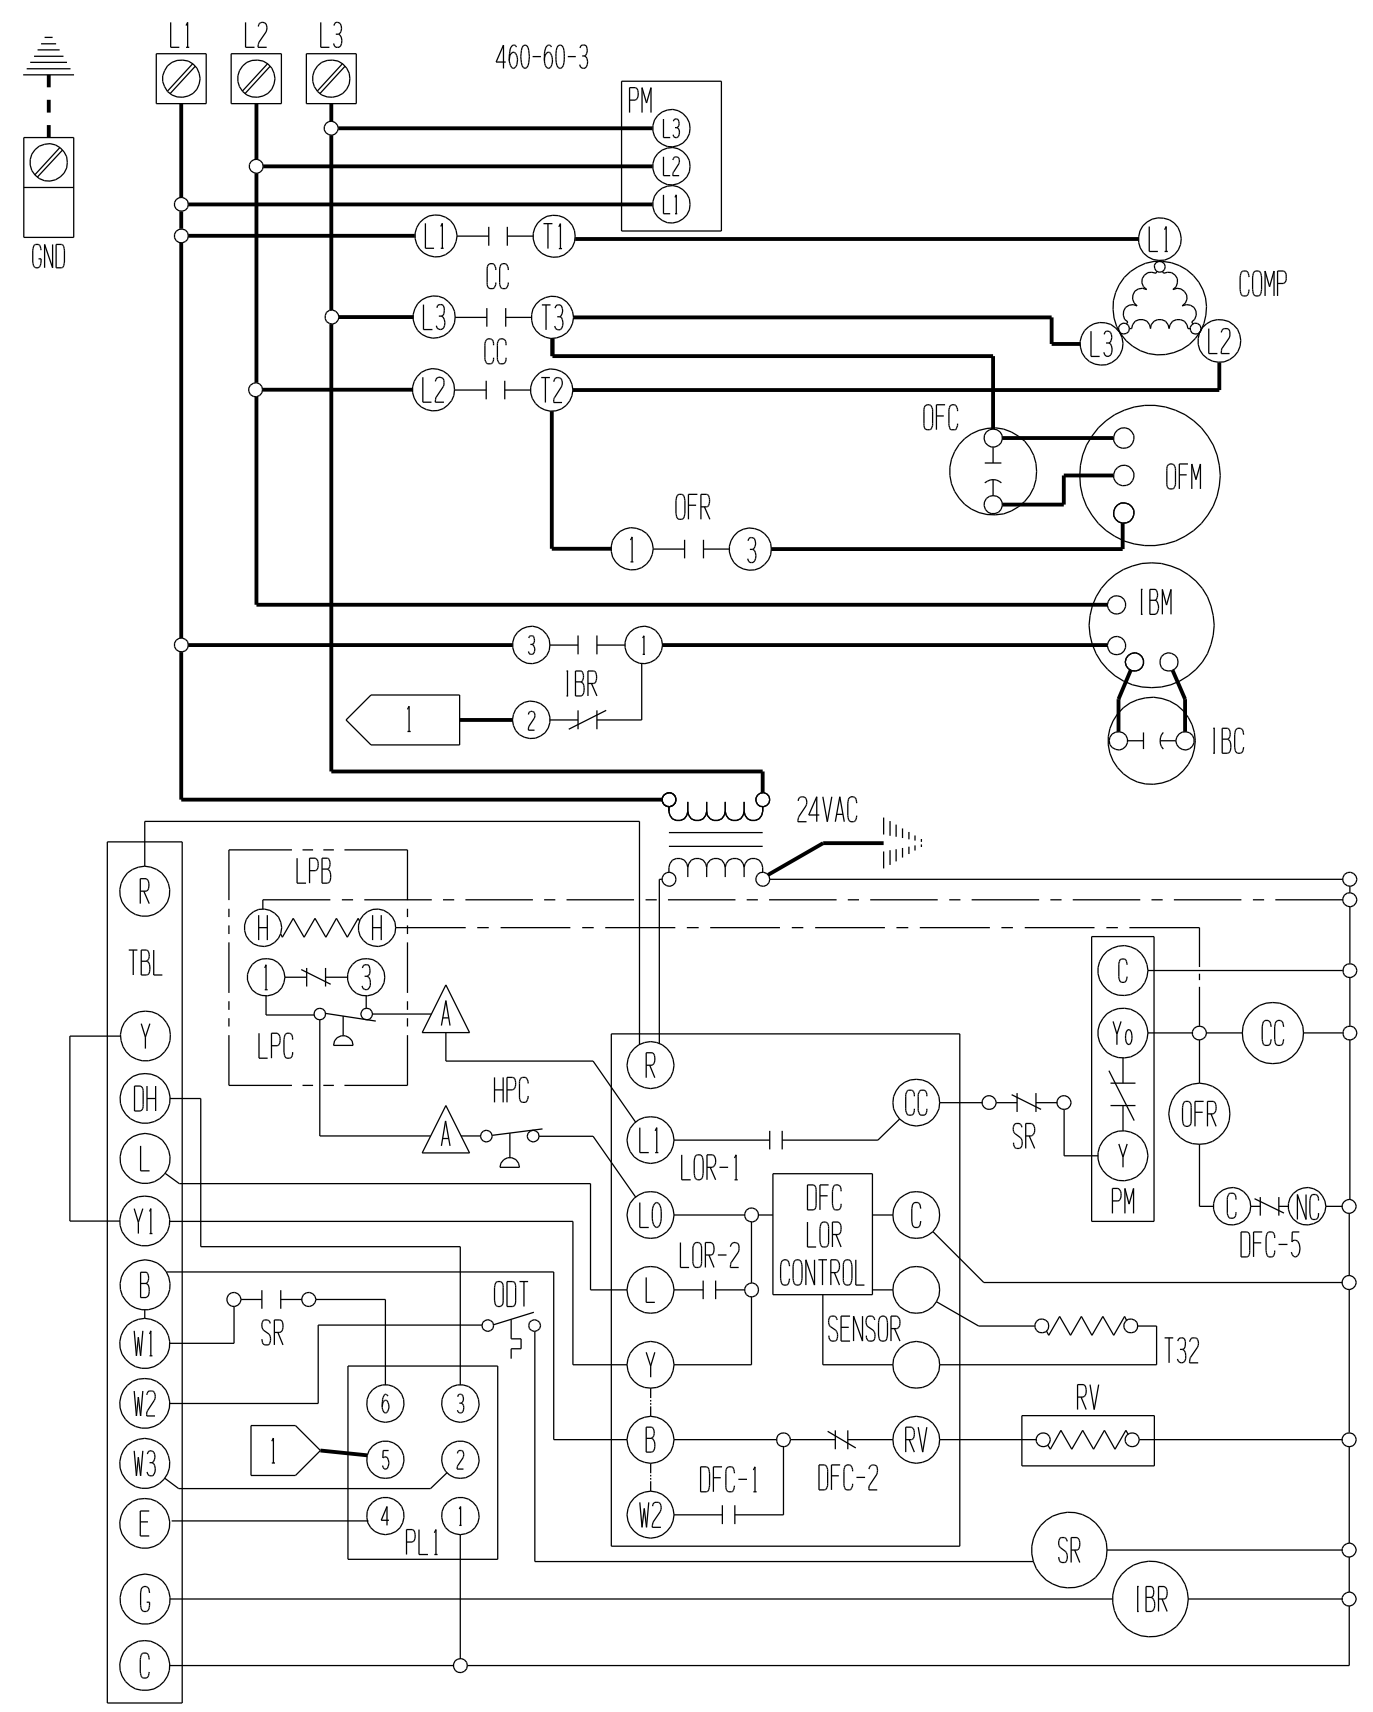 L1 L2 L3
460-60-3
PM
L3
L2
L1
GND
L1 T1 L1
CC
COMP
L3 T3
CC
L3 L2
L2 T2
OFC
OFM
OFR
1 3
IBM
3 1
IBR
1 2
IBC
24VAC
LPB
R
H H
TBL
1 3
C
A
Y
LPC
Yo CC
R
HPC
DH
CC
OFR
A
L1
SR
L
LOR-1
Y
PM
DFC
LOR
CONTROL
LO
C
C NC
Y1
DFC-5
LOR-2
B
L
ODT
SENSOR
SR
W1
T32
Y
W2
6 3
RV
1
5 2
W3
B
RV
DFC-1
DFC-2
4 1
W2
E
PL1
SR
G
IBR
C